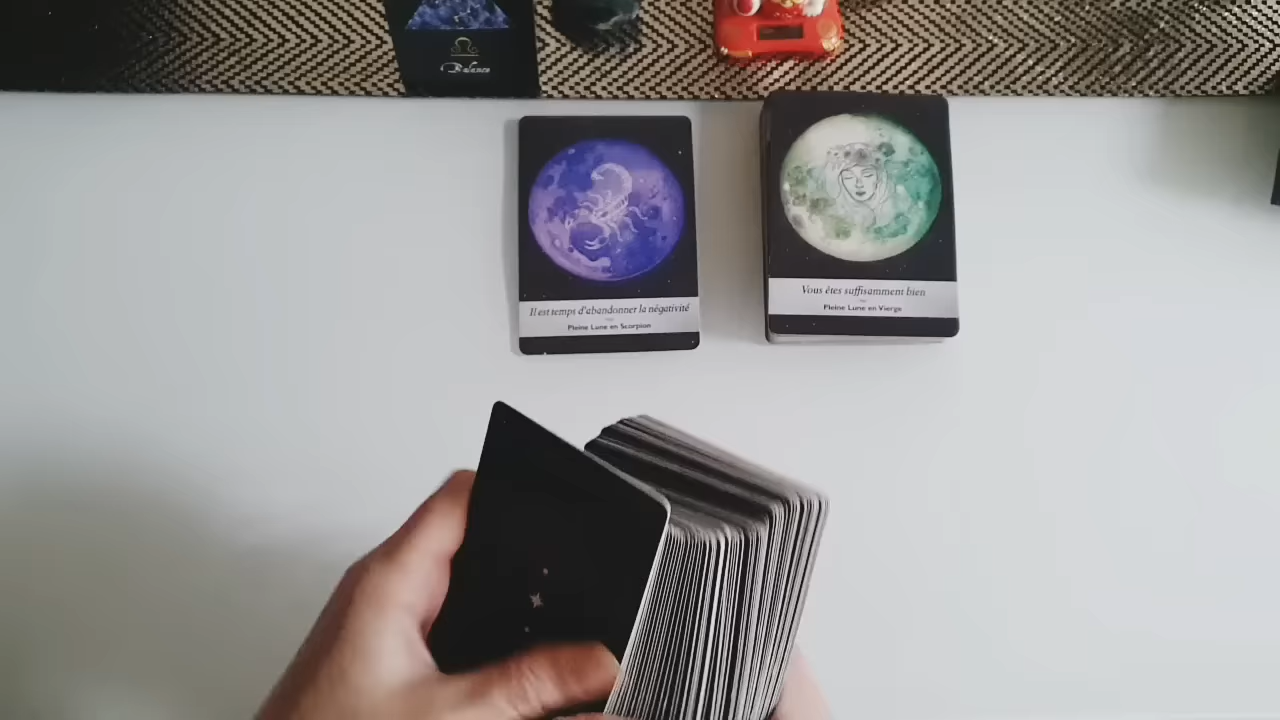 Balance
Il est temps d'abandonner la négativité
Pleine Lune en Scorpion
Vous êtes suffisamment bien
Pleine Lune en Vierge